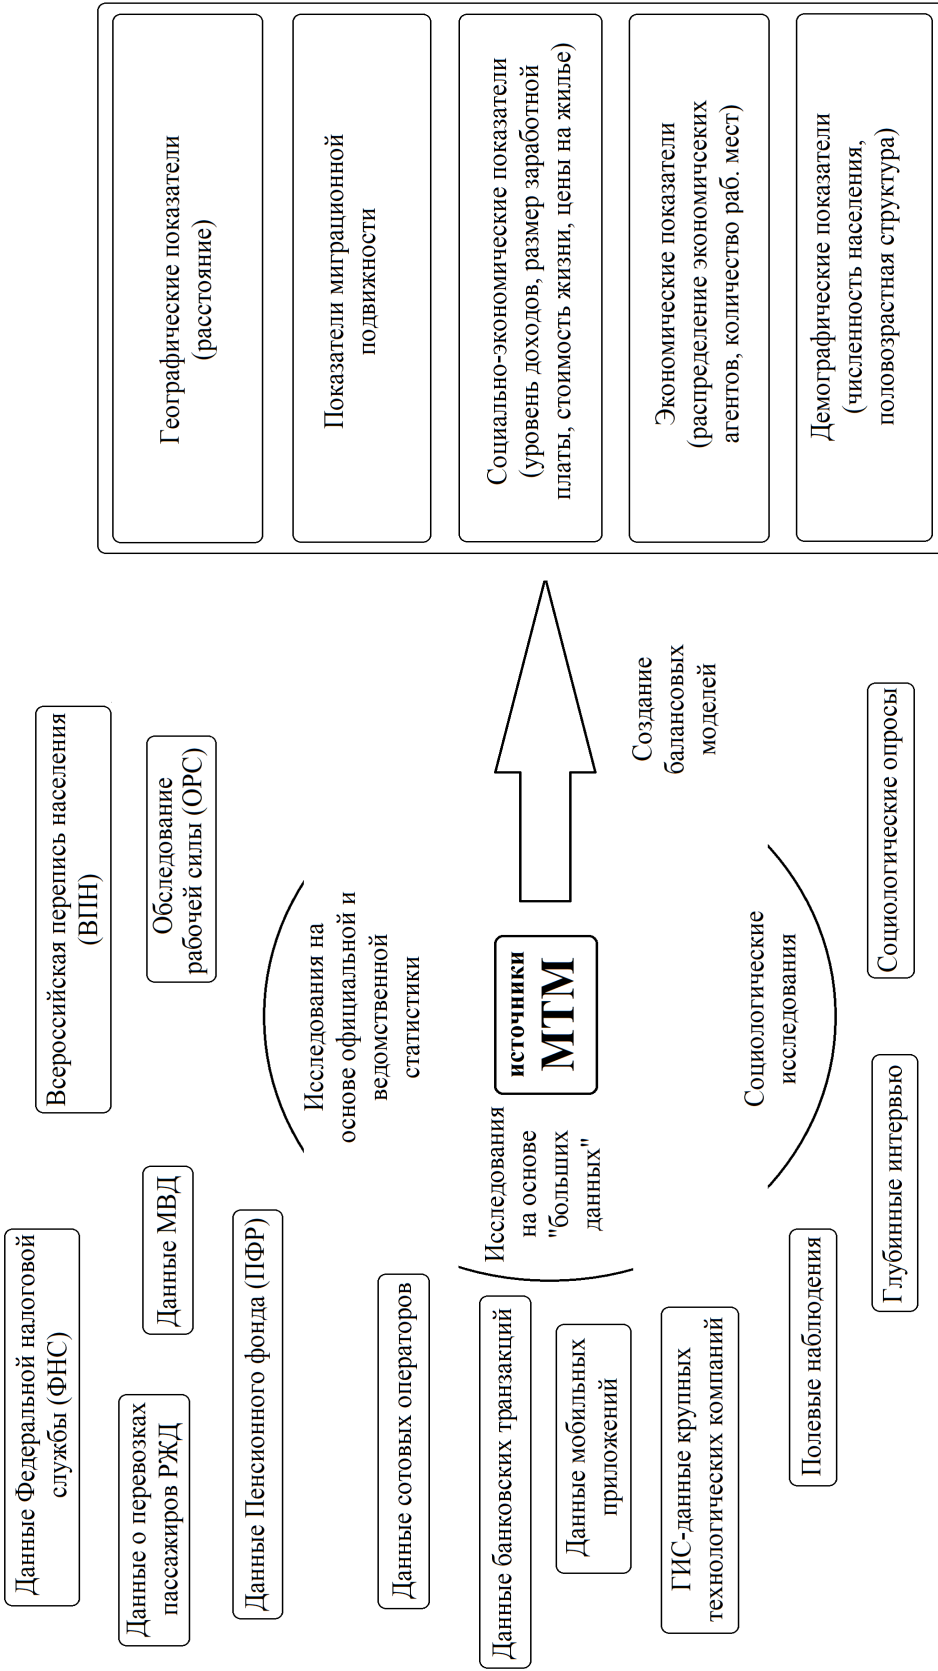 Данные Федеральной налоговой
службы (ФНС)
Данные о перевозках
пассажиров РЖД
Данные МВД
Данные Пенсионного фонда (ПФР)
Всероссийская перепись населения
(ВПН)
Обследование
рабочей силы (ОРС)
Исследования на
основе официальной и
ведомственной
статистики
Данные сотовых операторов
Данные банковских транзакций
Данные мобильных
приложений
ГИС-данные крупных
технологических компаний
Исследования
на основе
"больших
данных"
источники
МТМ
Создание
балансовых
моделей
Социологические
исследования
Полевые наблюдения
Глубинные интервью
Социологические опросы
Географические показатели
(расстояние)
Показатели миграционной
подвижности
Социально-экономические показатели
(уровень доходов, размер заработной
платы, стоимость жизни, цены на жилье)
Экономические показатели
(распределение экономичсеких
агентов, количество раб. мест)
Демографические показатели
(численность населения,
половозрастная структура)